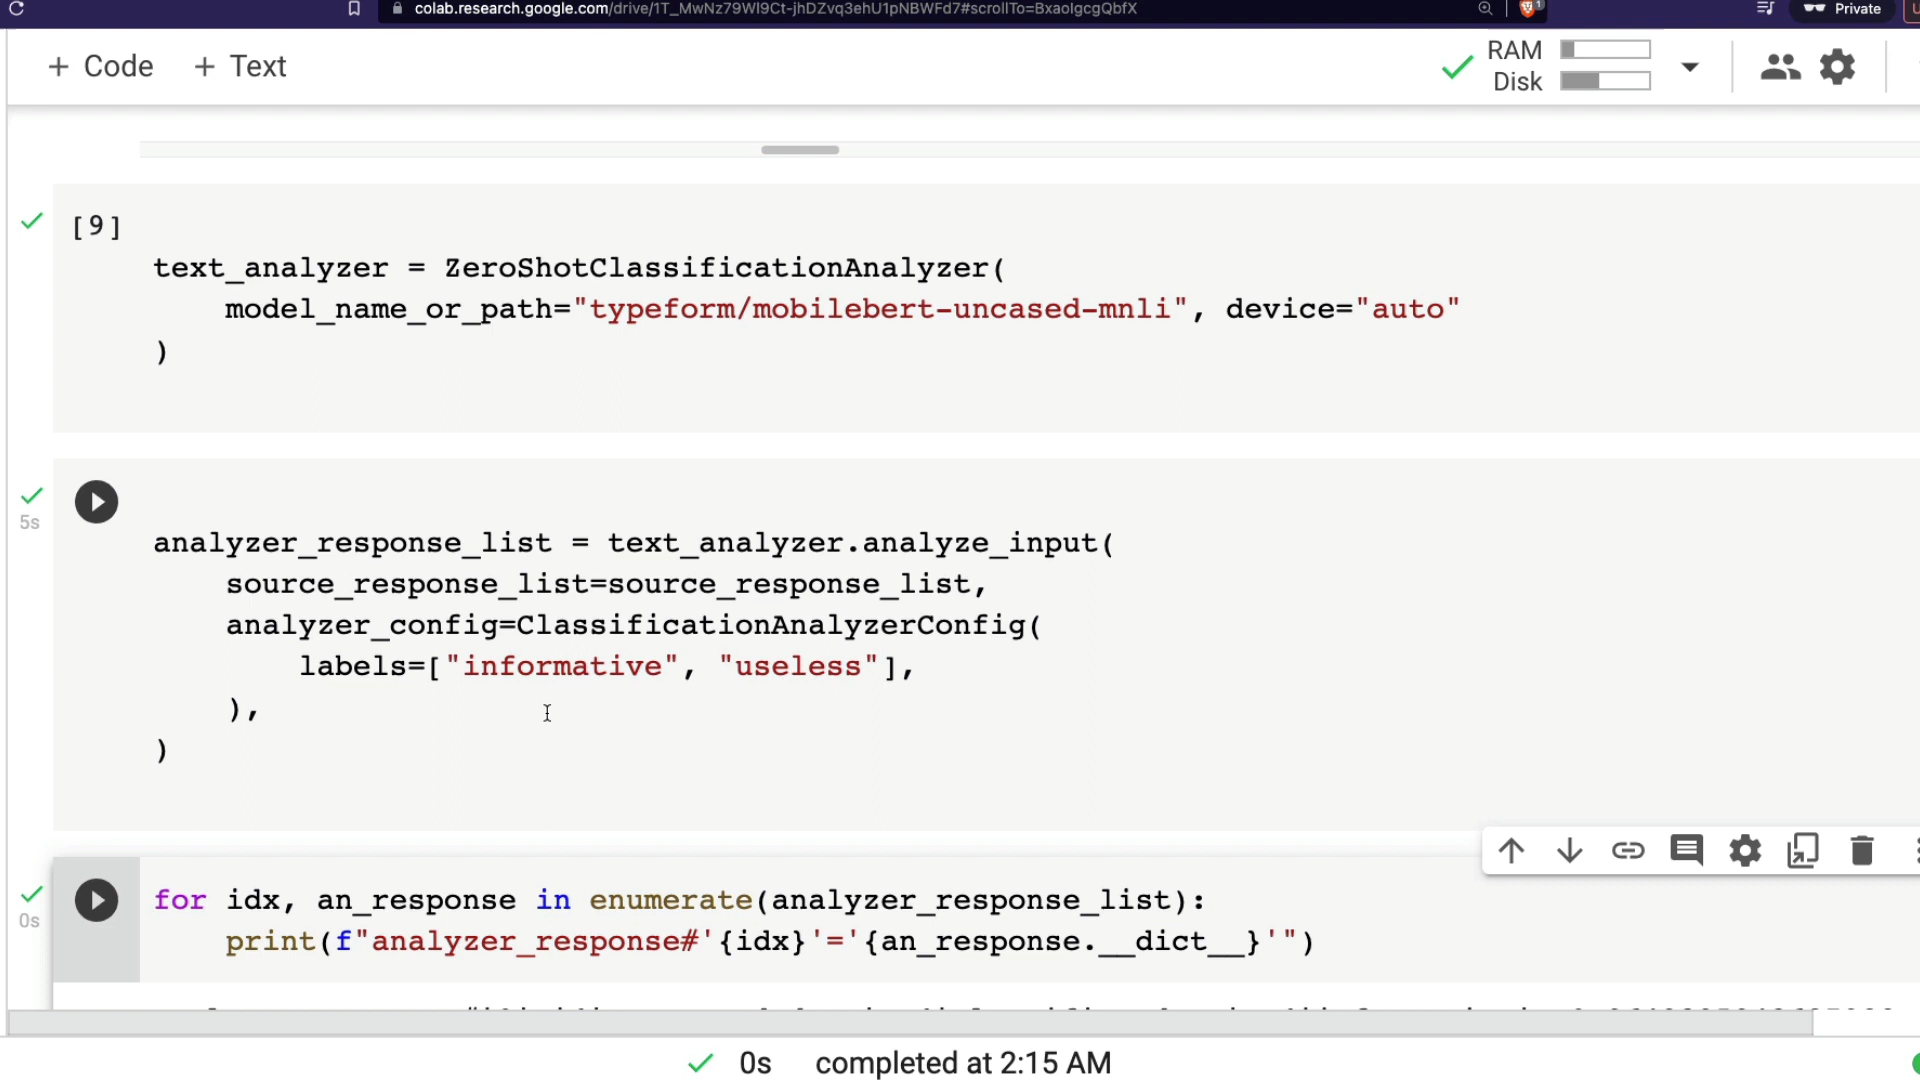 colab.research.google.com/drive/1T_MwNz79WI9Ct-jhDZvq3ehU1pNBWFd7#scrollTo=BxaoIgcgQbfX
Private
+ Code + Text
RAM
Disk
[9]
text_analyzer = ZeroShotClassificationAnalyzer(
model_name_or_path="typeform/mobilebert-uncased-mnli", device="auto"
)
5s
analyzer_response_list = text_analyzer.analyze_input(
source_response_list=source_response_list,
analyzer_config=ClassificationAnalyzerConfig(
labels=["informative", "useless"],
),
)
0s
for idx, an_response in enumerate(analyzer_response_list):
print(f"analyzer_response#'{idx}'='{an_response.__dict__}'")
0s completed at 2:15 AM